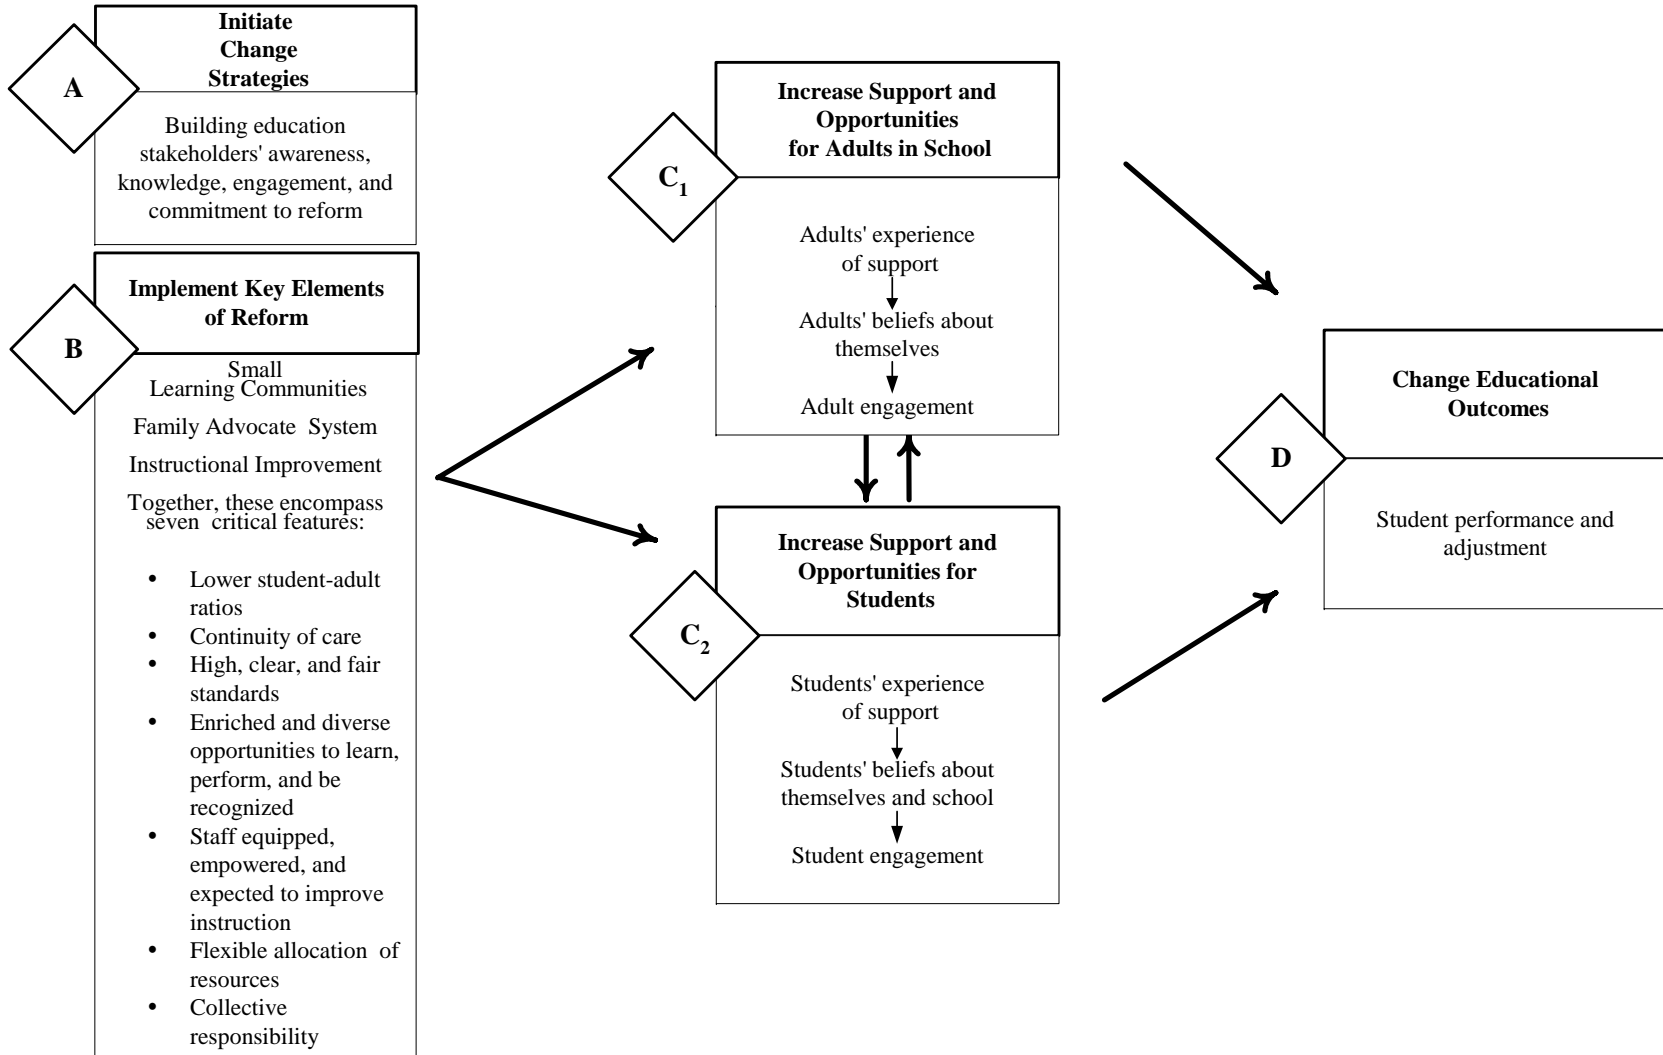 A
Initiate
Change
Strategies
Building education
stakeholders' awareness,
knowledge, engagement, and
commitment to reform
B
Implement Key Elements
of Reform
Small
Learning Communities
Family Advocate System
Instructional Improvement
Together, these encompass
seven critical features:
• Lower student-adult
ratios
• Continuity of care
• High, clear, and fair
standards
• Enriched and diverse
opportunities to learn,
perform, and be
recognized
• Staff equipped,
empowered, and
expected to improve
instruction
• Flexible allocation of
resources
• Collective
responsibility
C1
Increase Support and
Opportunities
for Adults in School
Adults' experience
of support
Adults' beliefs about
themselves
Adult engagement
C2
Increase Support and
Opportunities for
Students
Students' experience
of support
Students' beliefs about
themselves and school
Student engagement
D
Change Educational
Outcomes
Student performance and
adjustment